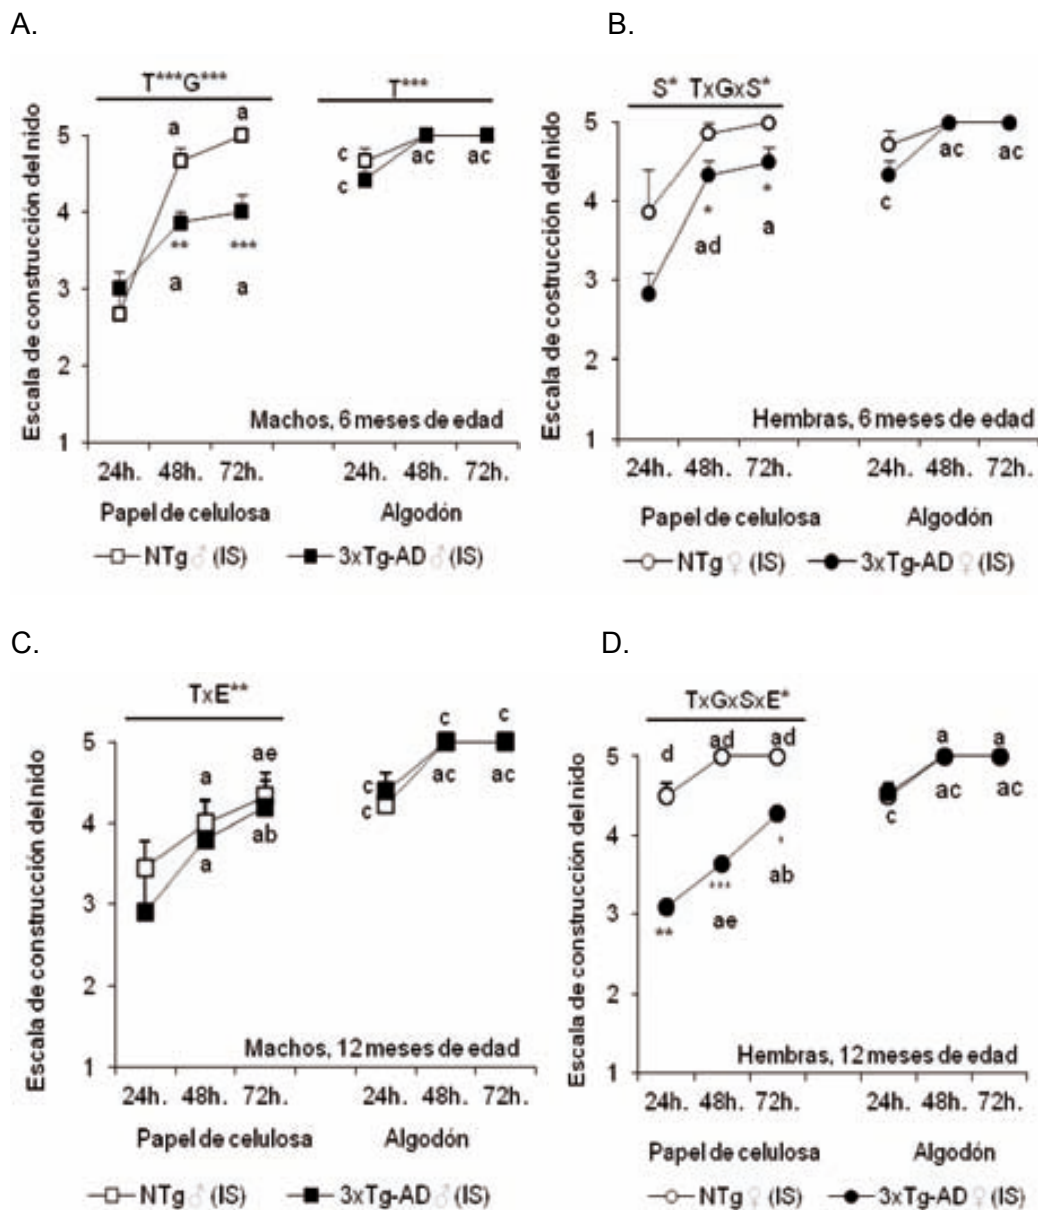 A.
B.
T***G***
T***
S* TxGxS*
Escala de construcción del nido
5
4
3
2
1
a
a
**
***
a
a
c
c
ac
ac
Machos, 6 meses de edad
24h. 48h. 72h.
24h. 48h. 72h.
Papel de celulosa
Algodón
NTg♂(IS)
3xTg-AD♂(IS)
Escala de costrucción del nido
5
4
3
2
1
*
*
ad
a
c
ac
ac
Hembras, 6 meses de edad
24h. 48h. 72h.
24h. 48h. 72h.
Papel de celulosa
Algodón
NTg♀(IS)
3xTg-AD♀(IS)
C.
D.
TxE**
TxGxSxE*
Escala de construcción del nido
5
4
3
2
1
a
ae
a
ab
c
c
c
c
ac
ac
Machos, 12 meses de edad
24h. 48h. 72h.
24h. 48h. 72h.
Papel de celulosa
Algodón
NTg♂(IS)
3xTg-AD♂(IS)
Escala de construcción del nido
5
4
3
2
1
d
ad
ad
**
***
*
ae
ab
a
a
c
ac
ac
Hembras, 12 meses de edad
24h. 48h. 72h.
24h. 48h. 72h.
Papel de celulosa
Algodón
NTg♀(IS)
3xTg-AD♀(IS)